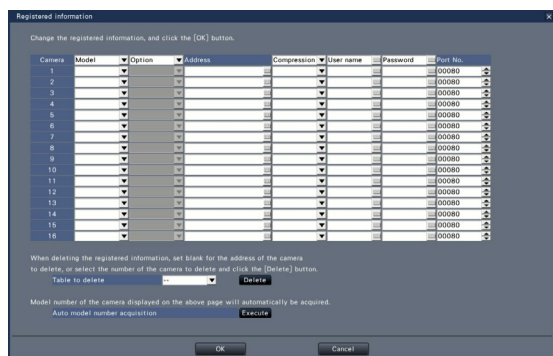 Registered information
Change the registered information, and click the [OK] button.
Camera Model Option Address Compression User name Password Port No.
1 00080
2 00080
3 00080
4 00080
5 00080
6 00080
7 00080
8 00080
9 00080
10 00080
11 00080
12 00080
13 00080
14 00080
15 00080
16 00080
When deleting the registered information, set blank for the address of the camera
to delete, or select the number of the camera to delete and click the [Delete] button.
Table to delete -- Delete
Model number of the camera displayed on the above page will automatically be acquired.
Auto model number acquisition Execute
OK Cancel